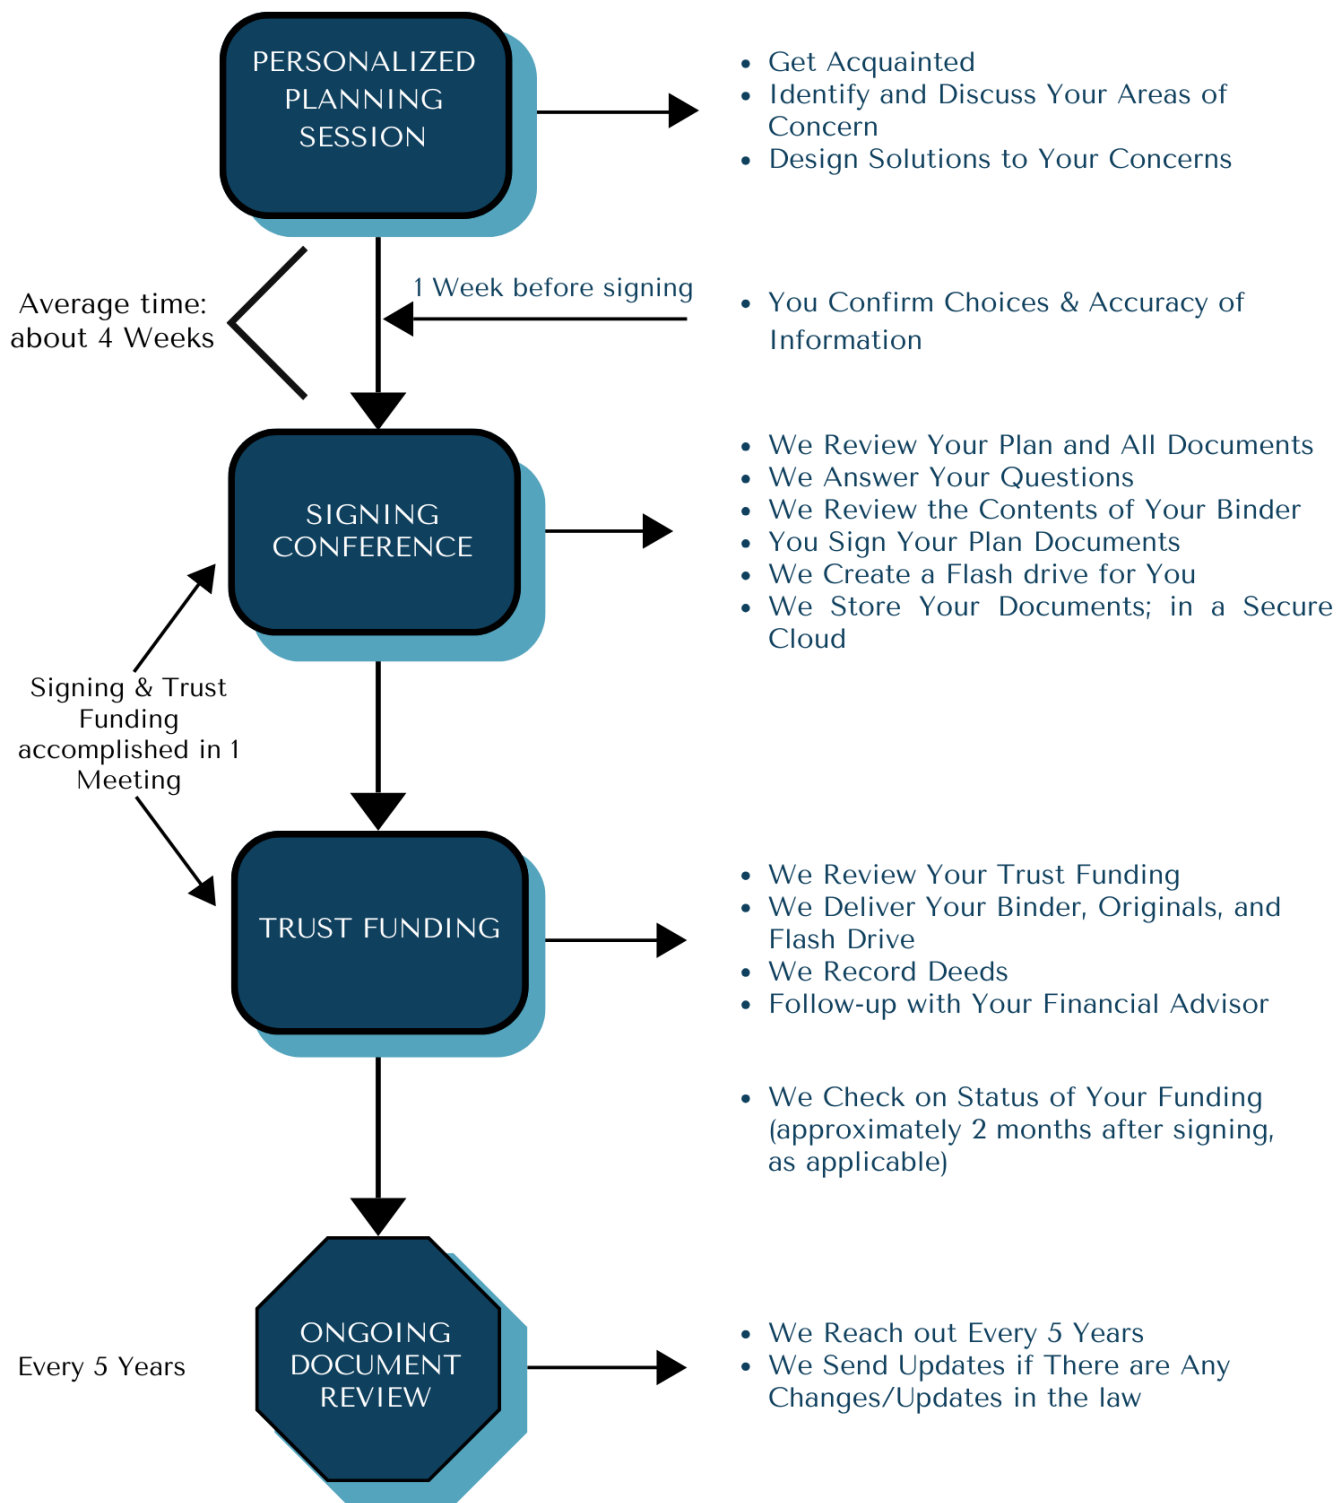 PERSONALIZED
PLANNING
SESSION
• Get Acquainted
• Identify and Discuss Your Areas of
Concern
• Design Solutions to Your Concerns
Average time:
about 4 Weeks
1 Week before signing
• You Confirm Choices & Accuracy of
Information
SIGNING
CONFERENCE
• We Review Your Plan and All Documents
• We Answer Your Questions
• We Review the Contents of Your Binder
• You Sign Your Plan Documents
• We Create a Flash drive for You
• We Store Your Documents; in a Secure
Cloud
Signing & Trust
Funding
accomplished in 1
Meeting
TRUST FUNDING
• We Review Your Trust Funding
• We Deliver Your Binder, Originals, and
Flash Drive
• We Record Deeds
• Follow-up with Your Financial Advisor
• We Check on Status of Your Funding
(approximately 2 months after signing,
as applicable)
Every 5 Years
ONGOING
DOCUMENT
REVIEW
• We Reach out Every 5 Years
• We Send Updates if There are Any
Changes/Updates in the law